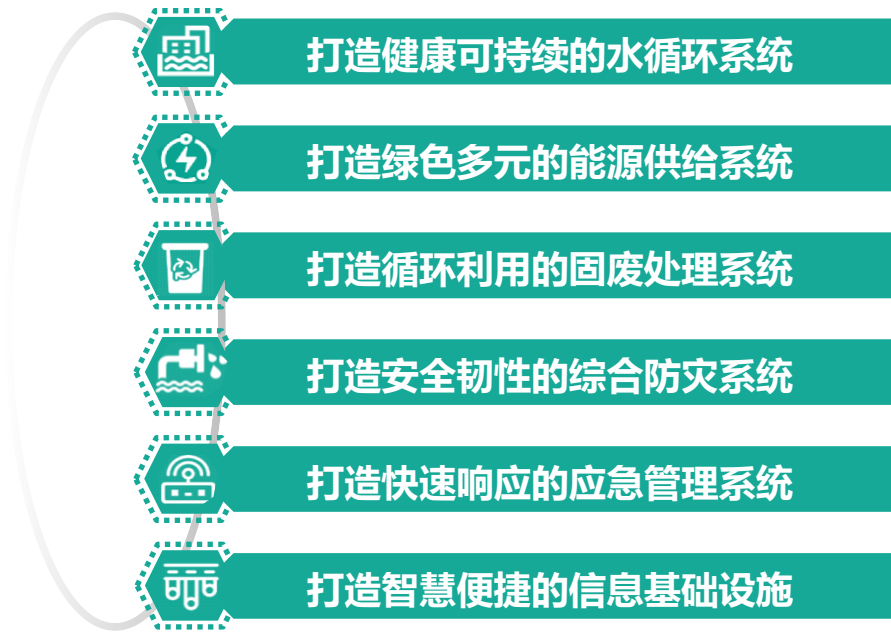 打造健康可持续的水循环系统
打造绿色多元的能源供给系统
打造循环利用的固废处理系统
打造安全韧性的综合防灾系统
打造快速响应的应急管理系统
打造智慧便捷的信息基础设施